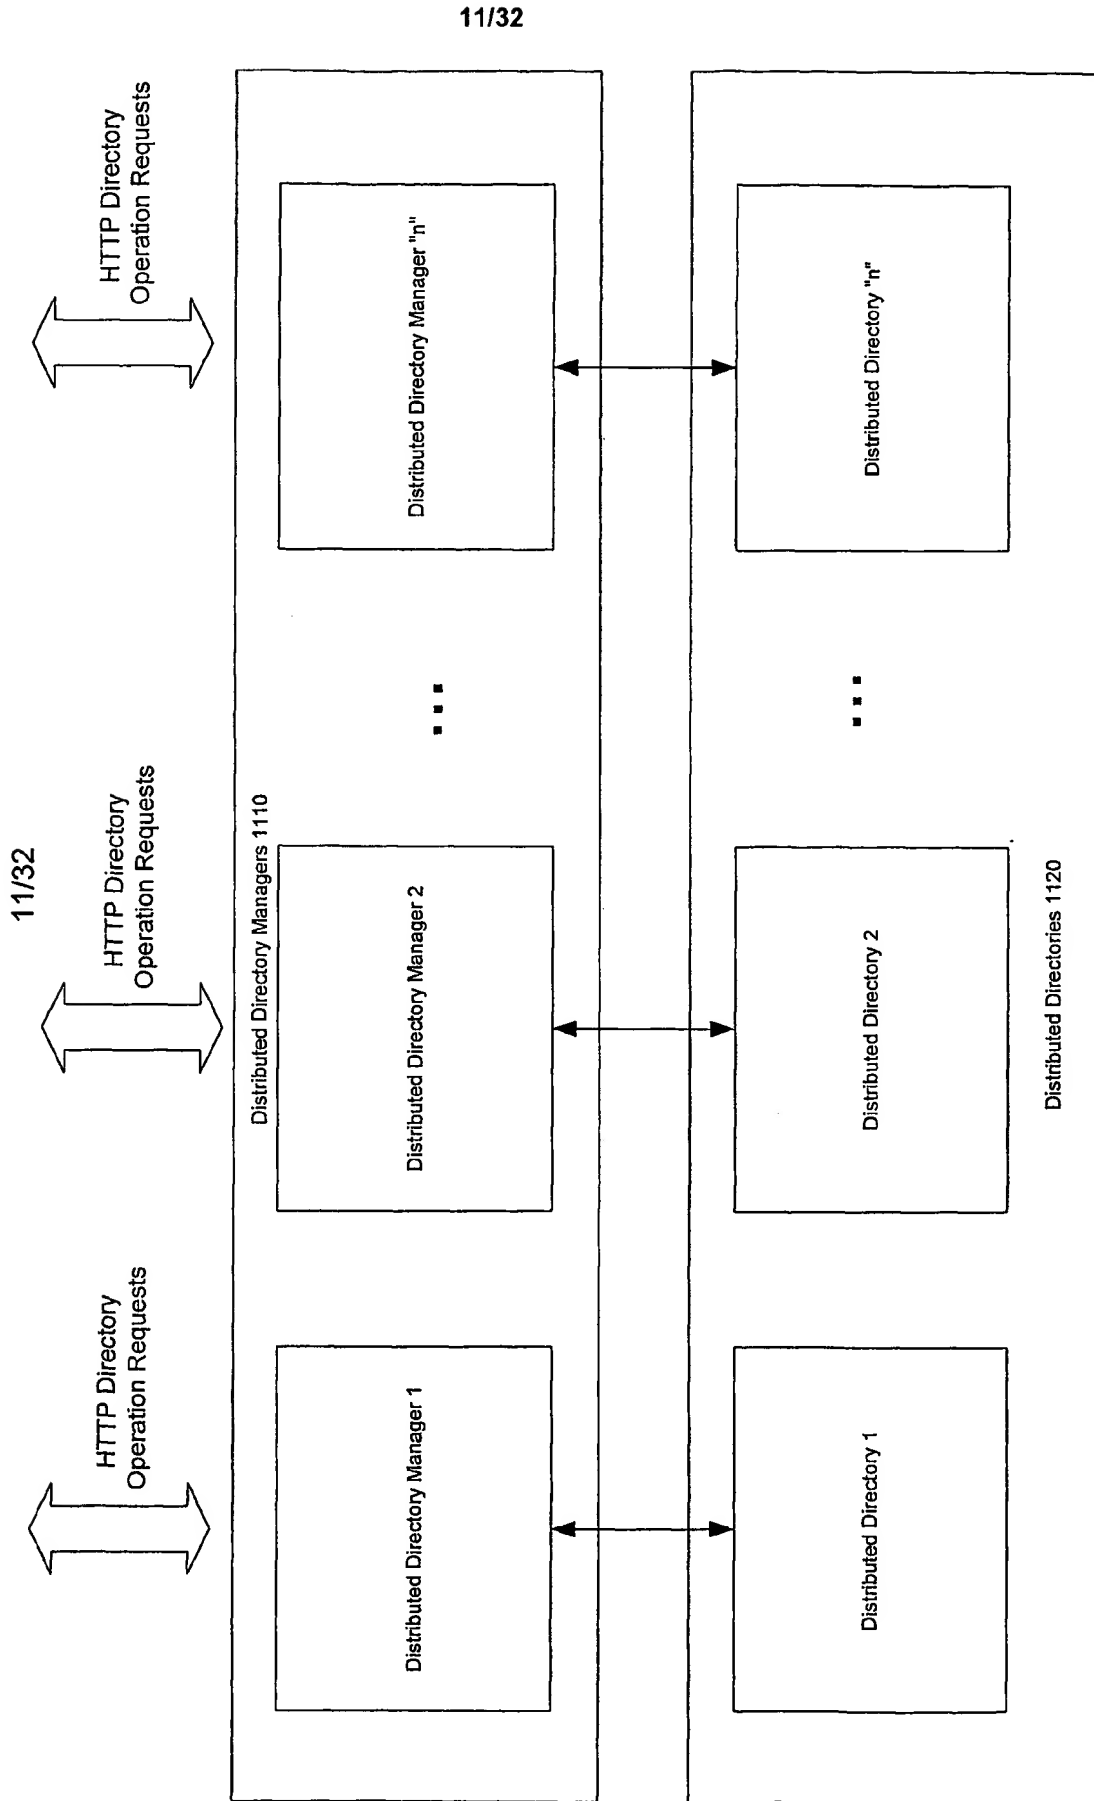 11/32
11/32
HTTP Directory
Operation Requests
HTTP Directory
Operation Requests
HTTP Directory
Operation Requests
Distributed Directory Managers 1110
Distributed Directory Manager 1
Distributed Directory Manager 2
...
Distributed Directory Manager "n"
Distributed Directory 1
Distributed Directory 2
...
Distributed Directory "n"
Distributed Directories 1120